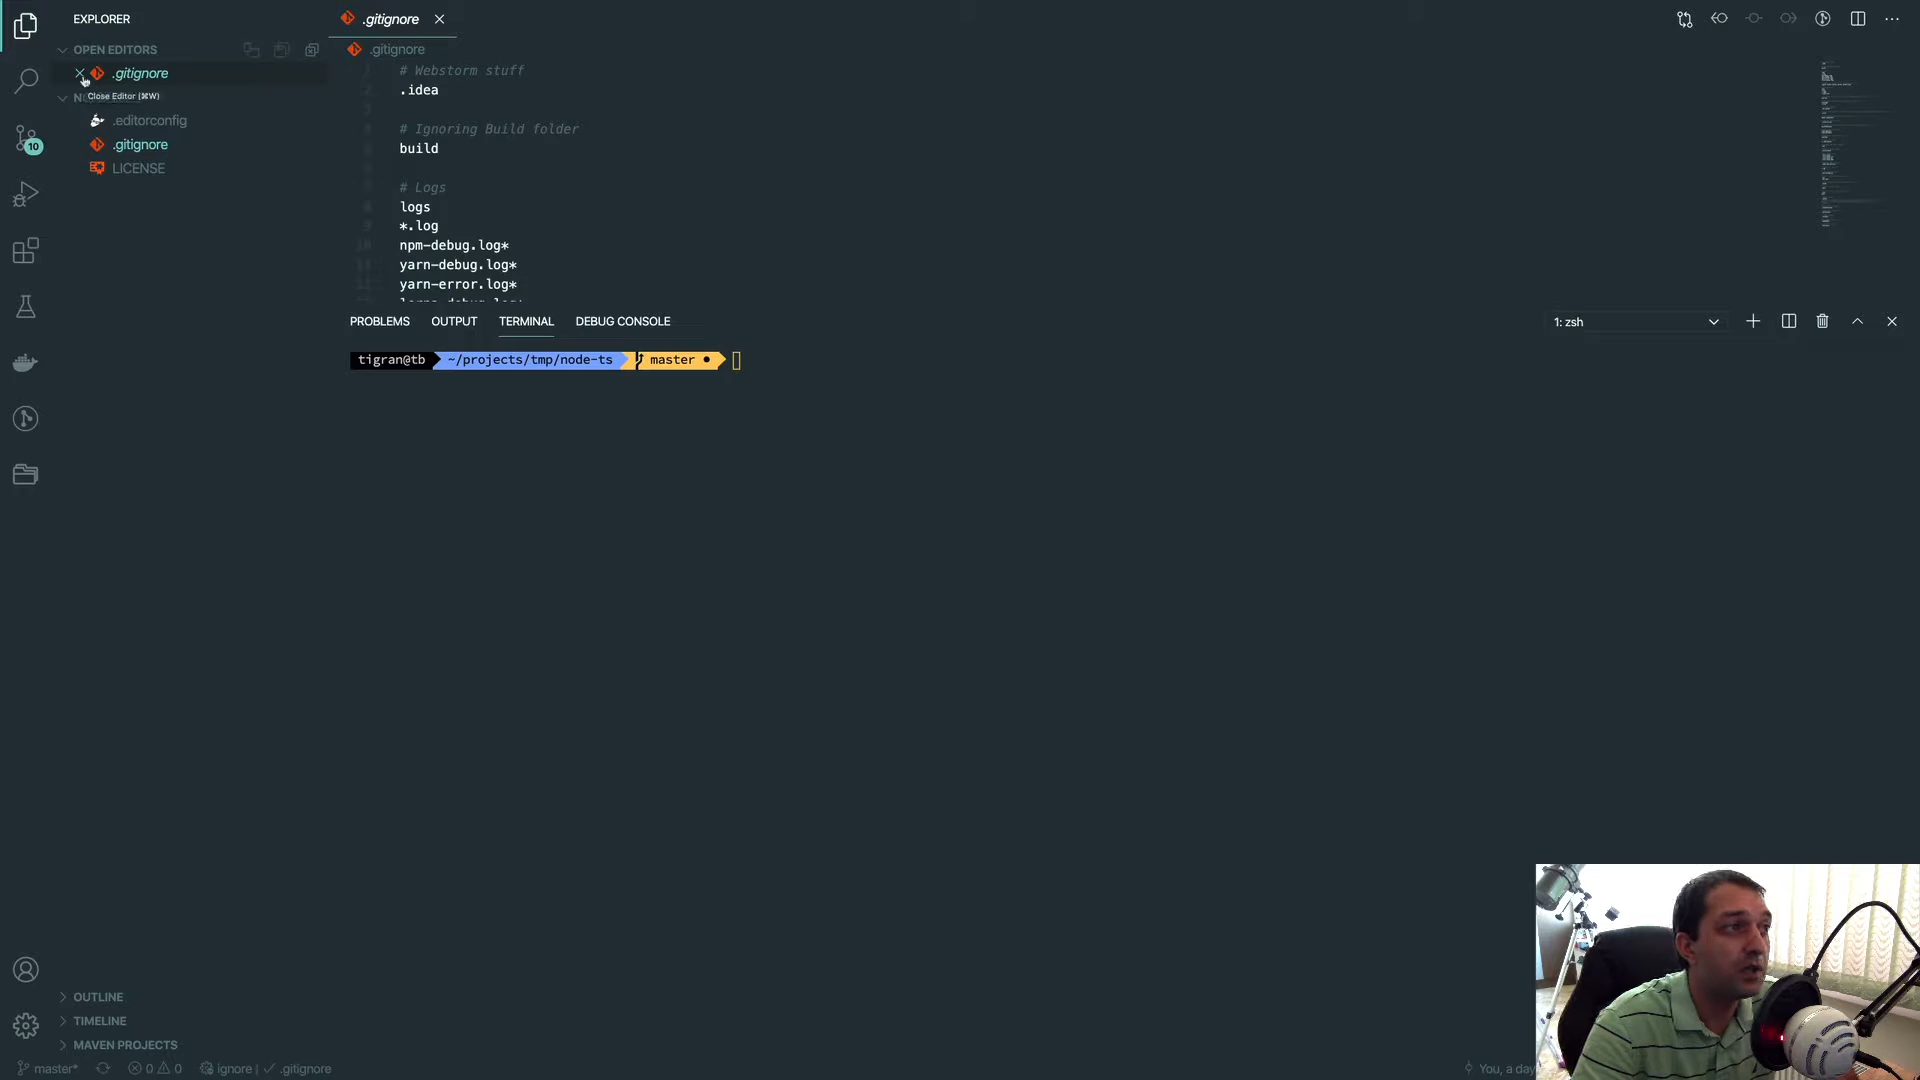 EXPLORER
OPEN EDITORS
.gitignore
Close Editor (⌘W)
.editorconfig
.gitignore
LICENSE
OUTLINE
TIMELINE
MAVEN PROJECTS
10
.gitignore
.gitignore
# Webstorm stuff
.idea
# Ignoring Build folder
build
# Logs
logs
*.log
npm-debug.log*
yarn-debug.log*
yarn-error.log*
PROBLEMS OUTPUT TERMINAL DEBUG CONSOLE
1: zsh
tigran@tb ~/projects/tmp/node-ts master
master* 0 0 ignore | ✓ .gitignore
You, a day